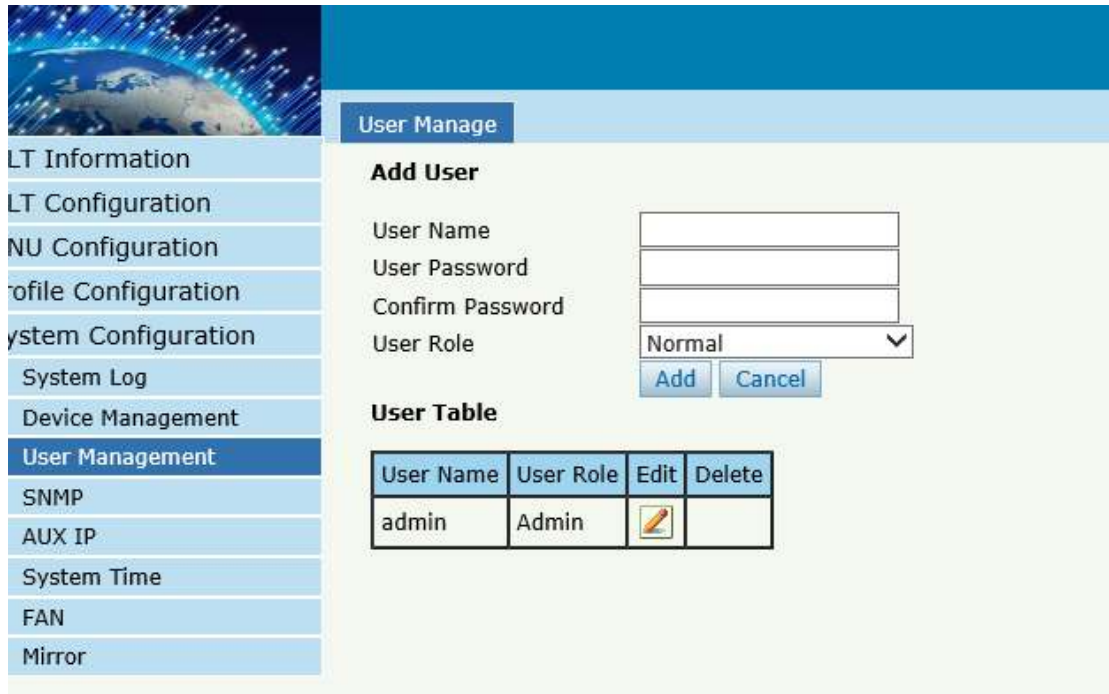 User Manage
LT Information
LT Configuration
NU Configuration
rofile Configuration
ystem Configuration
System Log
Device Management
User Management
SNMP
AUX IP
System Time
FAN
Mirror
Add User
User Name
User Password
Confirm Password
User Role Normal
Add Cancel
User Table
User Name User Role Edit Delete
admin Admin